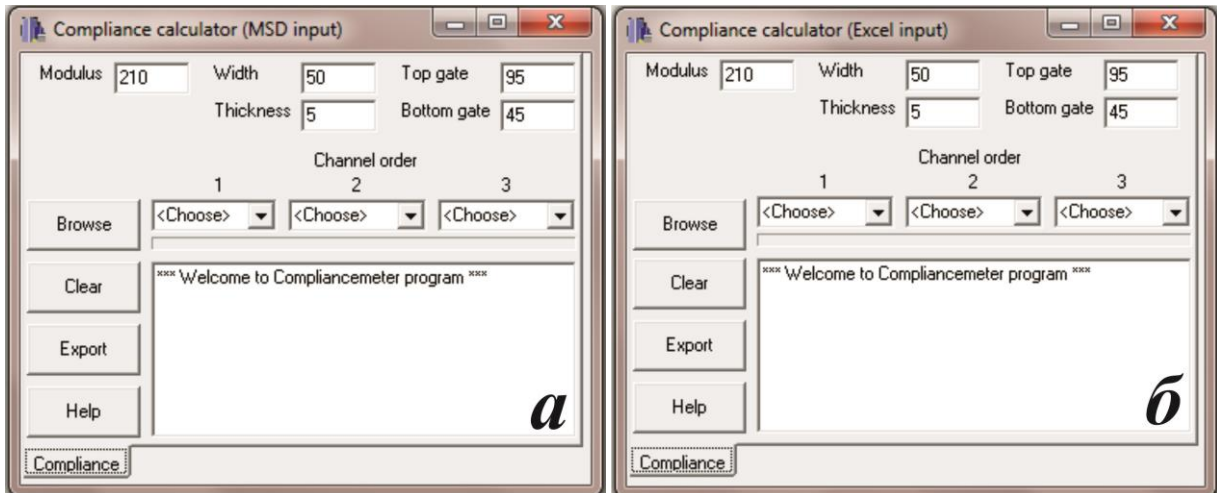 Compliance calculator (MSD input)
Modulus 210 Width 50 Top gate 95
Thickness 5 Bottom gate 45
Channel order
1 2 3
Browse <Choose> <Choose> <Choose>
Clear *** Welcome to Compliancemeter program ***
Export
Help
а
Compliance
Compliance calculator (Excel input)
Modulus 210 Width 50 Top gate 95
Thickness 5 Bottom gate 45
Channel order
1 2 3
Browse <Choose> <Choose> <Choose>
Clear *** Welcome to Compliancemeter program ***
Export
Help
б
Compliance